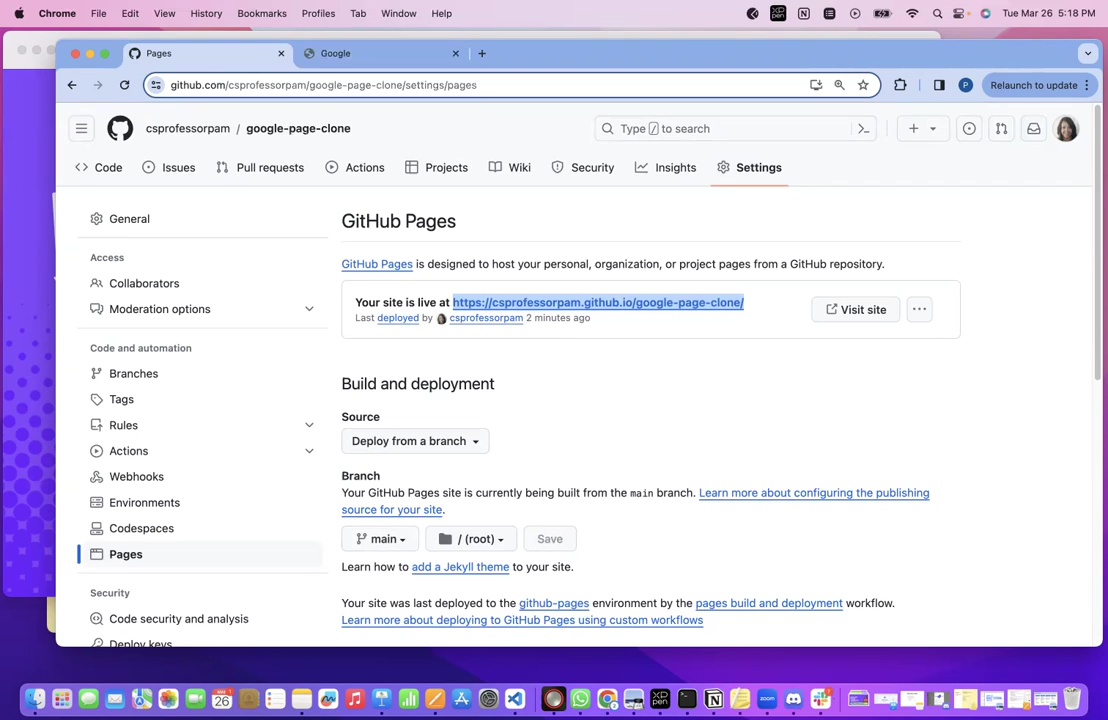 Chrome File Edit View History Bookmarks Profiles Tab Window Help Tue Mar 26 5:18 PM
Pages Google
github.com/csprofessorpam/google-page-clone/settings/pages P Relaunch to update
csprofessorpam / google-page-clone Type / to search
Code Issues Pull requests Actions Projects Wiki Security Insights Settings
General
Access
Collaborators
Moderation options
Code and automation
Branches
Tags
Rules
Actions
Webhooks
Environments
Codespaces
Pages
Security
Code security and analysis
Deploy keys
GitHub Pages
GitHub Pages is designed to host your personal, organization, or project pages from a GitHub repository.
Your site is live at https://csprofessorpam.github.io/google-page-clone/
Last deployed by csprofessorpam 2 minutes ago
Visit site
Build and deployment
Source
Deploy from a branch
Branch
Your GitHub Pages site is currently being built from the main branch. Learn more about configuring the publishing
source for your site.
main / (root) Save
Learn how to add a Jekyll theme to your site.
Your site was last deployed to the github-pages environment by the pages build and deployment workflow.
Learn more about deploying to GitHub Pages using custom workflows